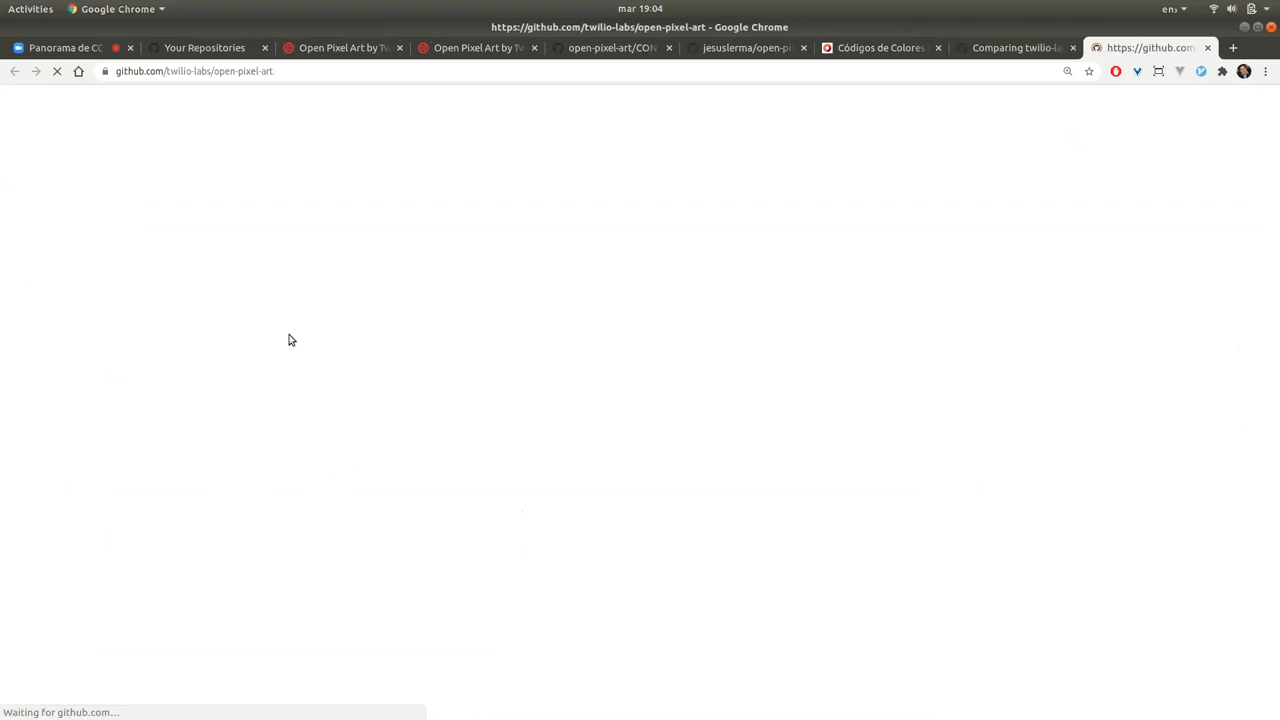 Activities Google Chrome mar 19:04 en₃
https://github.com/twilio-labs/open-pixel-art - Google Chrome
Panorama de CC Your Repositories Open Pixel Art by Tw Open Pixel Art by Tw open-pixel-art/CON jesuslerma/open-pi Códigos de Colores Comparing twilio-la https://github.com
github.com/twilio-labs/open-pixel-art
Waiting for github.com...